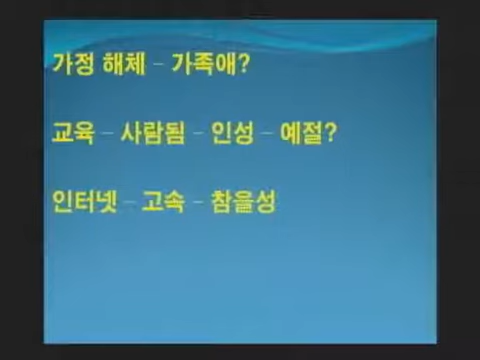 가정 해체 - 가족애?
교육 - 사람됨 - 인성 - 예절?
인터넷 - 고속 - 참을성